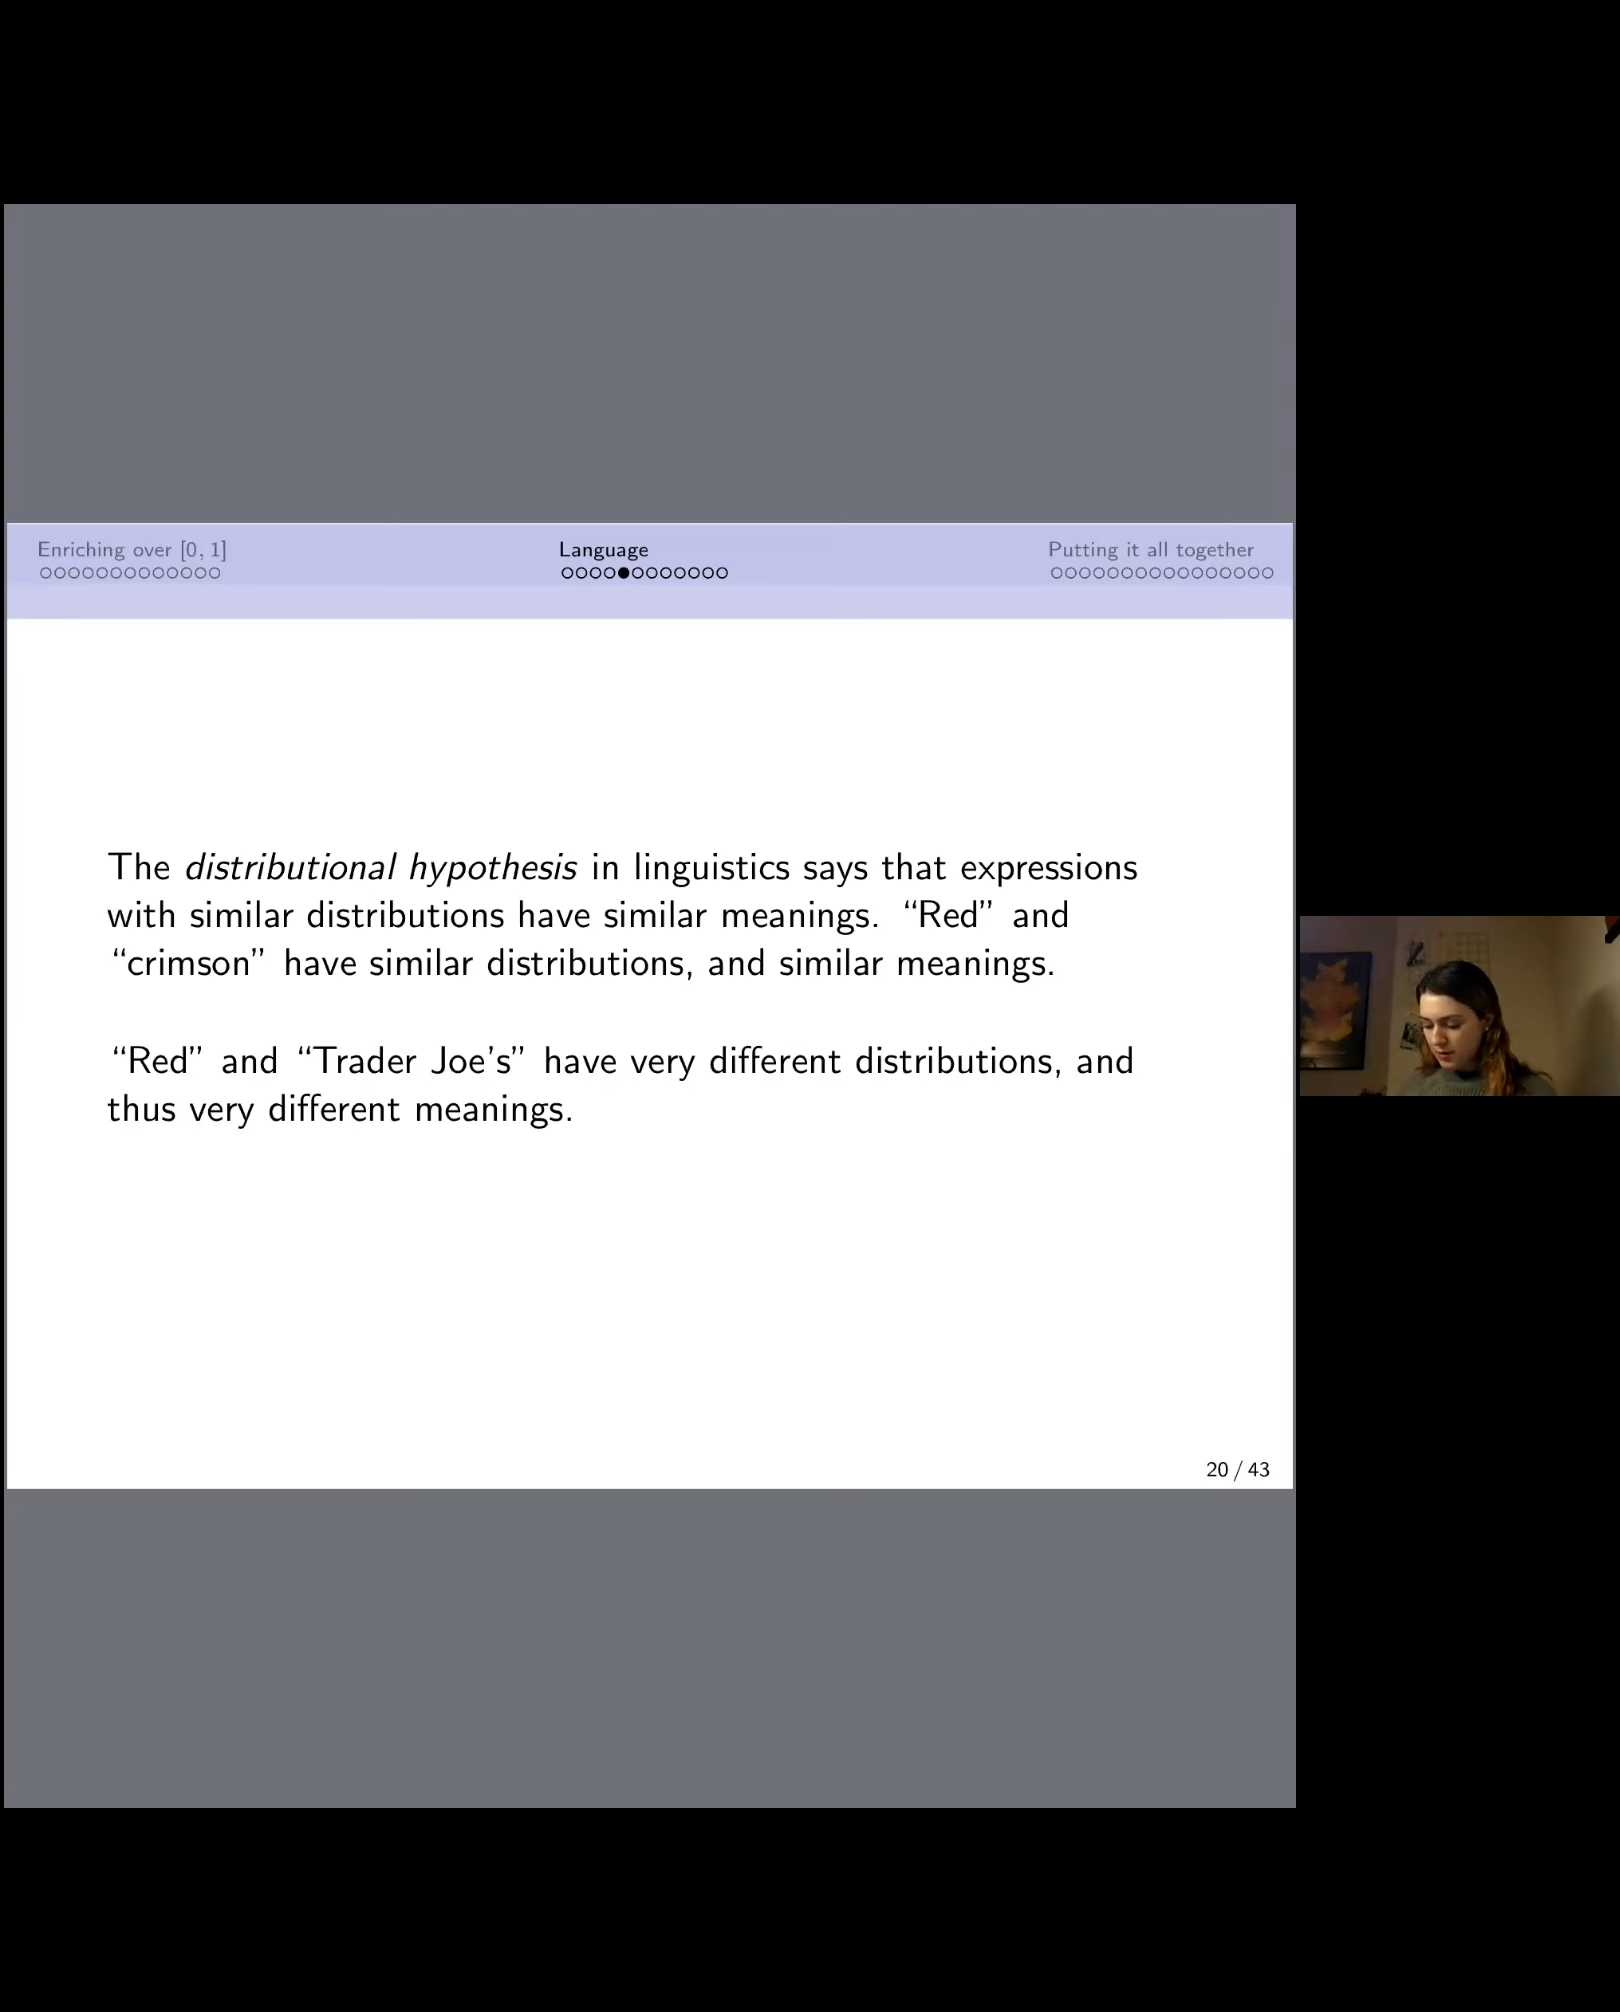 Enriching over [0, 1]
Language
Putting it all together
The distributional hypothesis in linguistics says that expressions
with similar distributions have similar meanings. “Red” and
“crimson” have similar distributions, and similar meanings.
“Red” and “Trader Joe’s” have very different distributions, and
thus very different meanings.
20 / 43